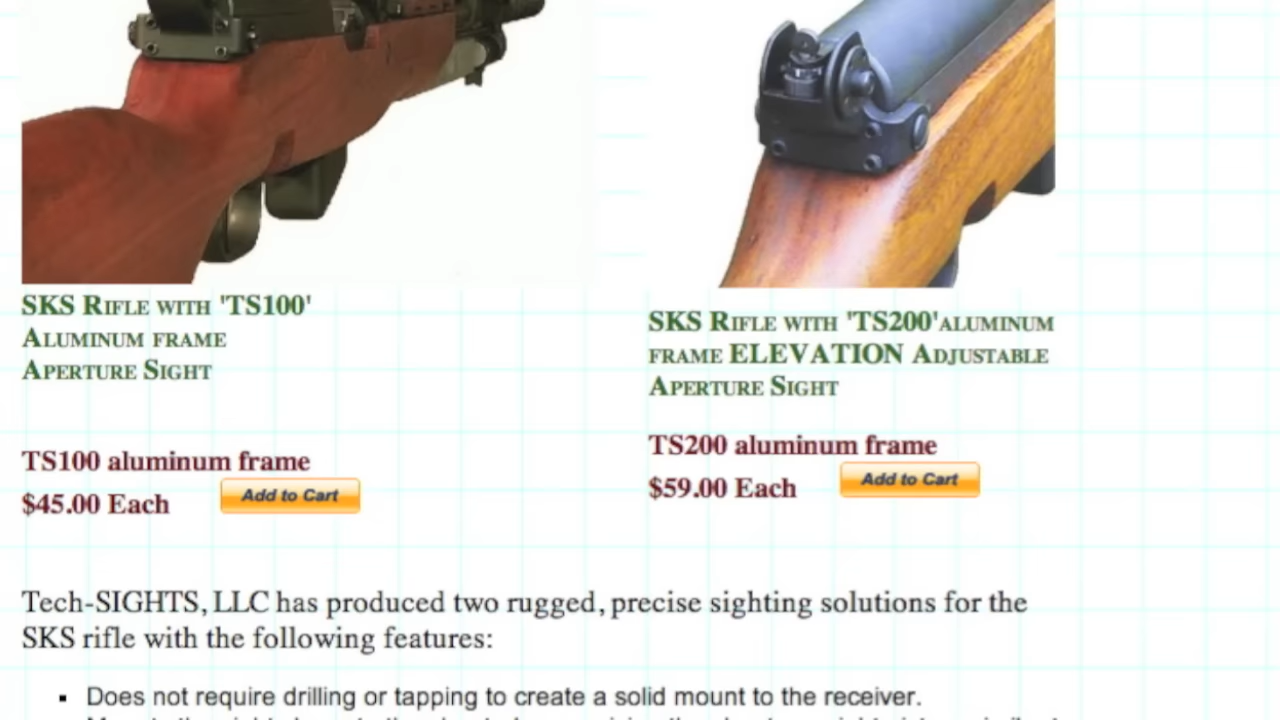 SKS Rifle with 'TS100'
Aluminum frame
Aperture Sight
TS100 aluminum frame
$45.00 Each
Add to Cart
SKS Rifle with 'TS200'aluminum
frame ELEVATION Adjustable
Aperture Sight
TS200 aluminum frame
$59.00 Each
Add to Cart
Tech-SIGHTS, LLC has produced two rugged, precise sighting solutions for the
SKS rifle with the following features:
▪ Does not require drilling or tapping to create a solid mount to the receiver.